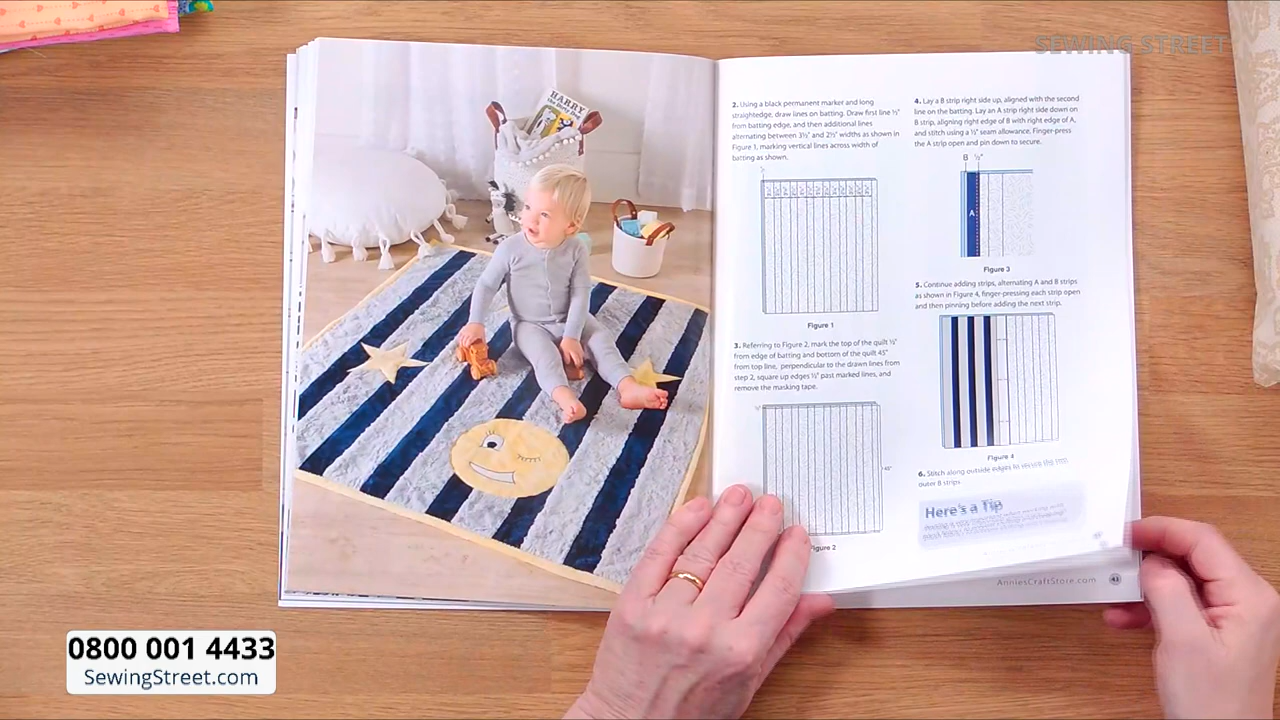 SEWING STREET
HARRY
2. Using a black permanent marker and long
straightedge, draw lines on batting. Draw first line ½"
from batting edge, and then additional lines
alternating between 3½" and 2½" widths as shown in
Figure 1, marking vertical lines across width of
batting as shown.
Figure 1
3. Referring to Figure 2, mark the top of the quilt ½"
from edge of batting and bottom of the quilt 45"
from top line, perpendicular to the drawn lines from
step 2, square up edges ½" past marked lines, and
remove the masking tape.
45"
Figure 2
4. Lay a B strip right side up, aligned with the second
line on the batting. Lay an A strip right side down on
B strip, aligning right edge of B with right edge of A,
and stitch using a ½" seam allowance. Finger-press
the A strip open and pin down to secure.
B ½"
A
Figure 3
5. Continue adding strips, alternating A and B strips
as shown in Figure 4, finger-pressing each strip open
and then pinning before adding the next strip.
Figure 4
6. Stitch along outside edges to secure the two
outer B strips.
Here's a Tip
AnniesCraftStore.com
43
0800 001 4433
SewingStreet.com